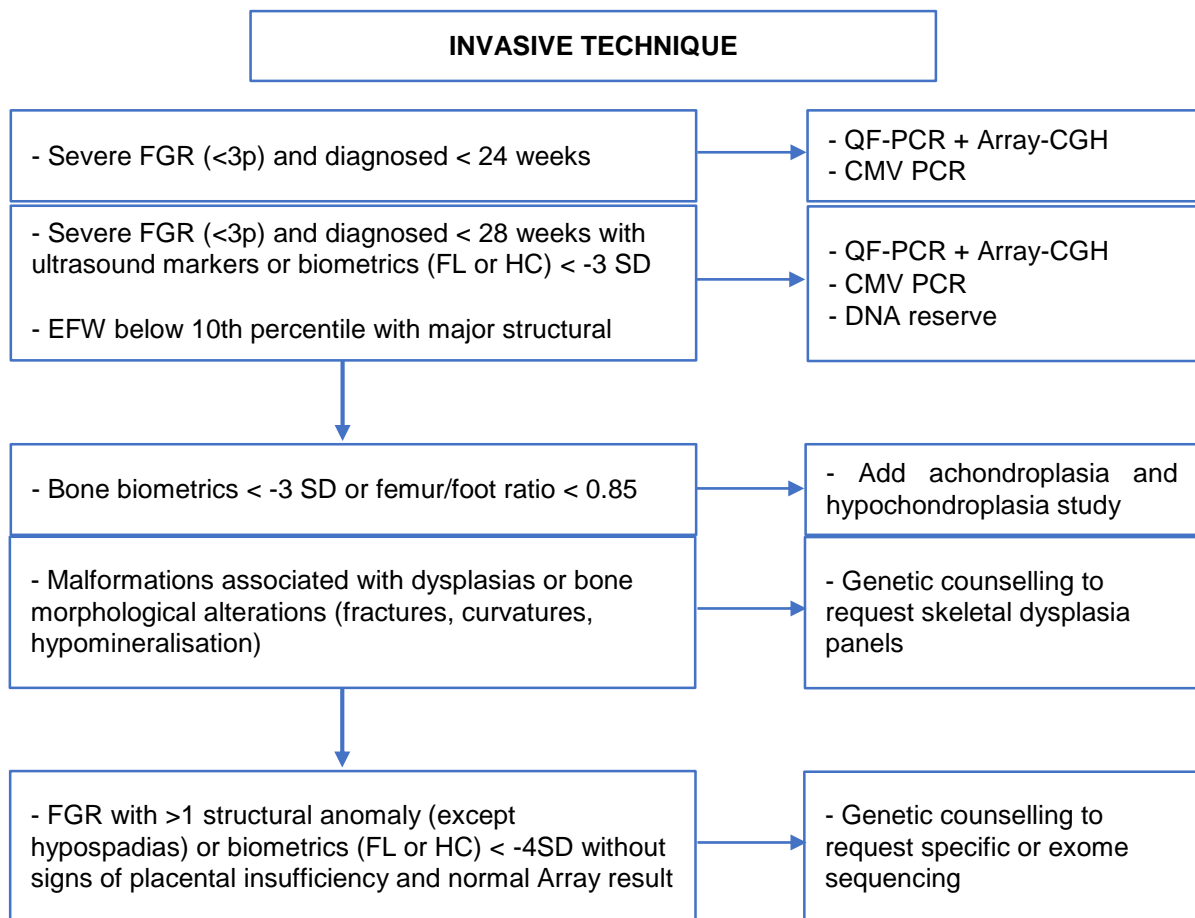 INVASIVE TECHNIQUE
- Severe FGR (<3p) and diagnosed < 24 weeks
- QF-PCR + Array-CGH
- CMV PCR
- Severe FGR (<3p) and diagnosed < 28 weeks with
ultrasound markers or biometrics (FL or HC) < -3 SD
- EFW below 10th percentile with major structural
- QF-PCR + Array-CGH
- CMV PCR
- DNA reserve
- Bone biometrics < -3 SD or femur/foot ratio < 0.85
- Add achondroplasia and
hypochondroplasia study
- Malformations associated with dysplasias or bone
morphological alterations (fractures, curvatures,
hypomineralisation)
- Genetic counselling to
request skeletal dysplasia
panels
- FGR with >1 structural anomaly (except
hypospadias) or biometrics (FL or HC) < -4SD without
signs of placental insufficiency and normal Array result
- Genetic counselling to
request specific or exome
sequencing